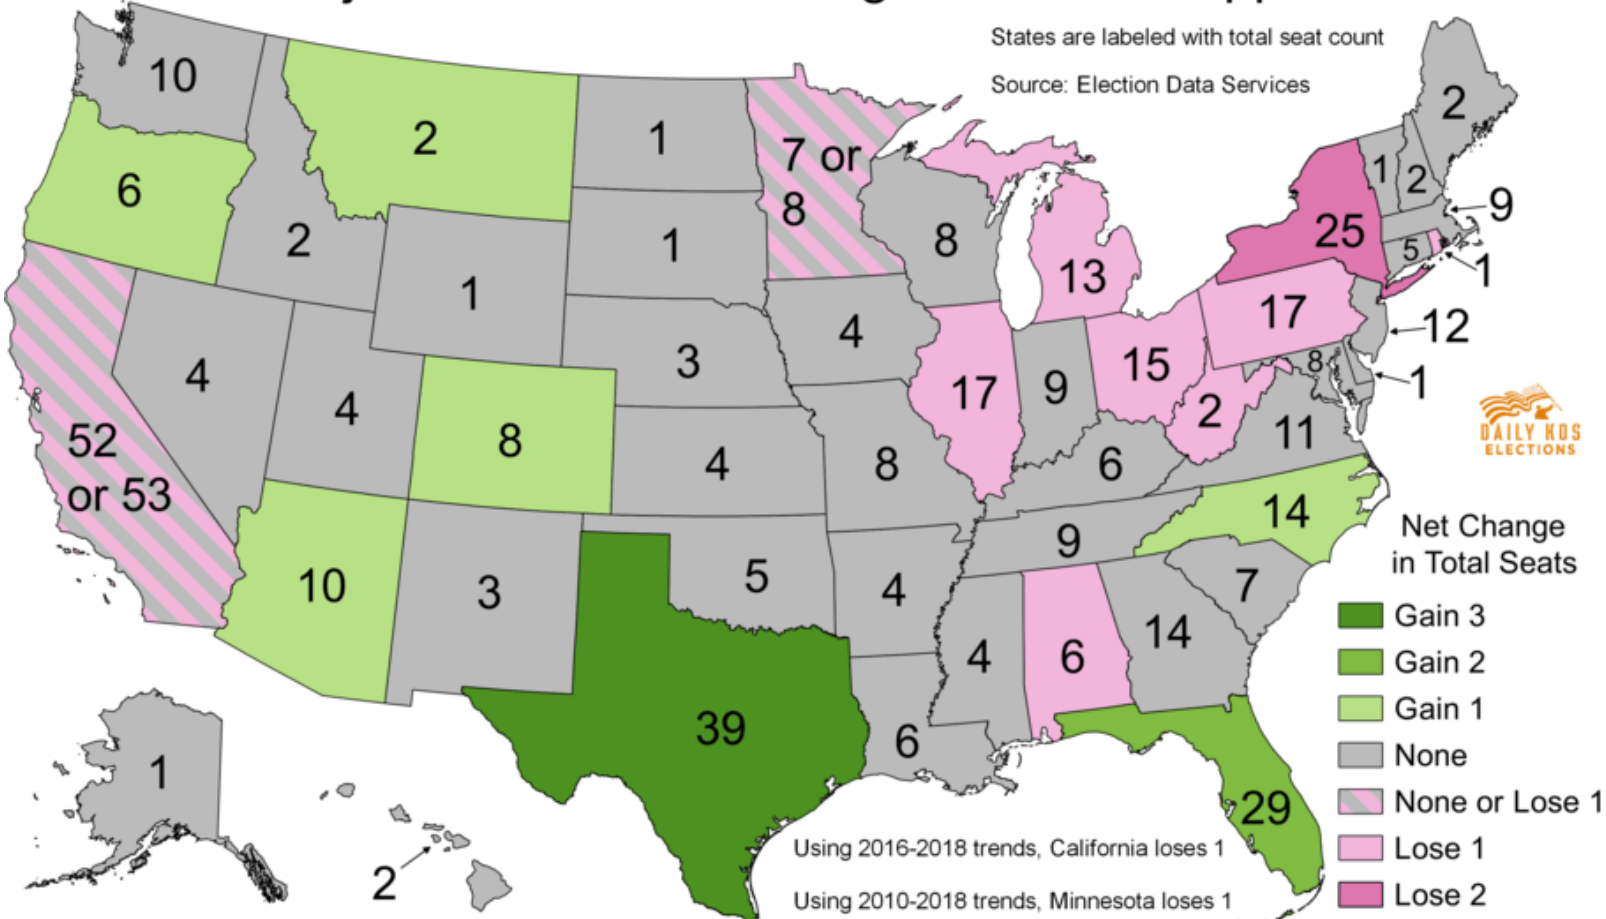 States are labeled with total seat count
Source: Election Data Services
10
2
1
7 or
8
2
6
2
1
1
8
13
25
1
2
9
5
1
4
4
8
3
4
17
9
15
17
12
2
8
1
11
52
or 53
4
8
6
14
DAILY KOS
ELECTIONS
10
3
5
4
9
7
14
4
6
39
6
29
1
2
Net Change
in Total Seats
Gain 3
Gain 2
Gain 1
None
None or Lose 1
Lose 1
Lose 2
Using 2016-2018 trends, California loses 1
Using 2010-2018 trends, Minnesota loses 1